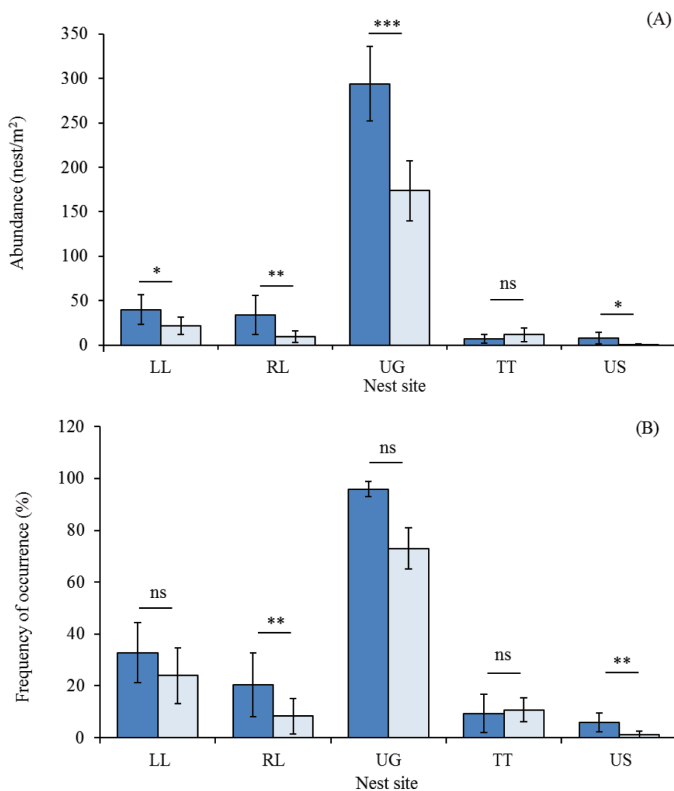 (A)
Abundance (nest/m²)
350
300
250
200
150
100
50
0
*
**
***
ns
*
LL RL UG TT US
Nest site
(B)
Frequency of occurrence (%)
120
100
80
60
40
20
0
ns
**
ns
ns
**
LL RL UG TT US
Nest site